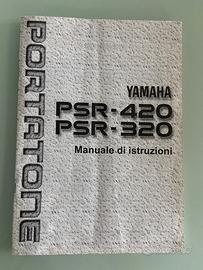 PORTATONE
YAMAHA
PSR-420
PSR-320
Manuale di istruzioni